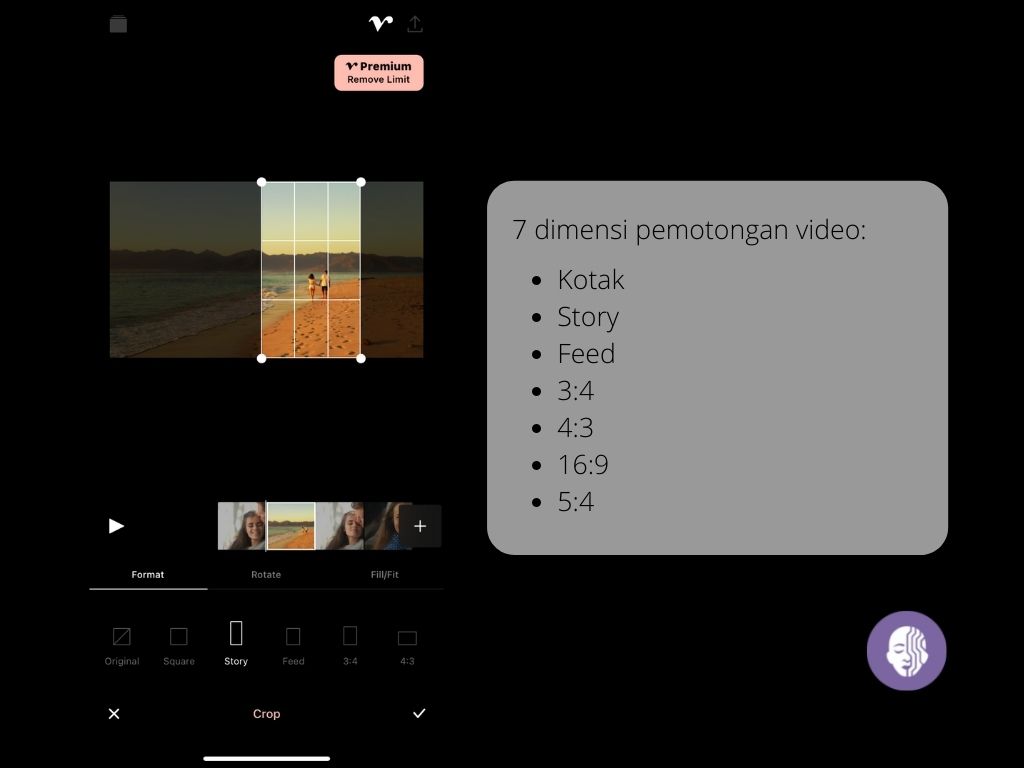 Premium
Remove Limit
7 dimensi pemotongan video:
• Kotak
• Story
• Feed
• 3:4
• 4:3
• 16:9
• 5:4
+
Format Rotate Fill/Fit
Original Square Story Feed 3:4 4:3
Crop